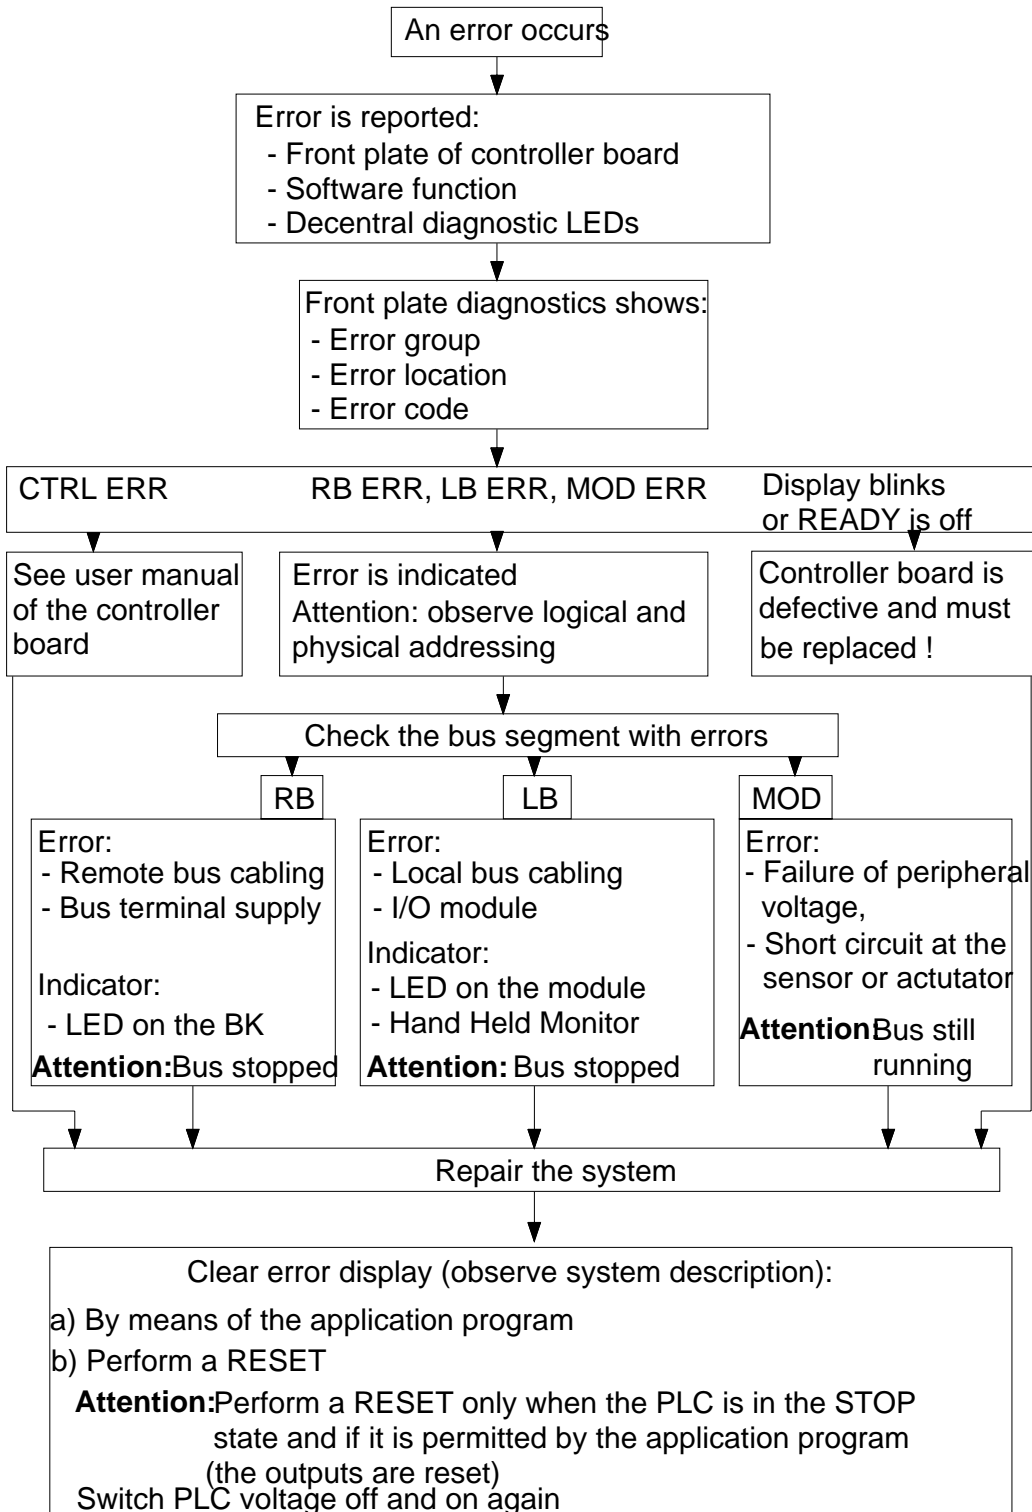 An error occurs
Error is reported:
- Front plate of controller board
- Software function
- Decentral diagnostic LEDs
Front plate diagnostics shows:
- Error group
- Error location
- Error code
CTRL ERR
RB ERR, LB ERR, MOD ERR
Display blinks
or READY is off
See user manual
of the controller
board
Error is indicated
Attention: observe logical and
physical addressing
Controller board is
defective and must
be replaced !
Check the bus segment with errors
RB
LB
MOD
Error:
- Remote bus cabling
- Bus terminal supply
Indicator:
- LED on the BK
Attention: Bus stopped
Error:
- Local bus cabling
- I/O module
Indicator:
- LED on the module
- Hand Held Monitor
Attention: Bus stopped
Error:
- Failure of peripheral
voltage,
- Short circuit at the
sensor or actutator
Attention: Bus still
running
Repair the system
Clear error display (observe system description):
a) By means of the application program
b) Perform a RESET
Attention: Perform a RESET only when the PLC is in the STOP
state and if it is permitted by the application program
(the outputs are reset)
Switch PLC voltage off and on again